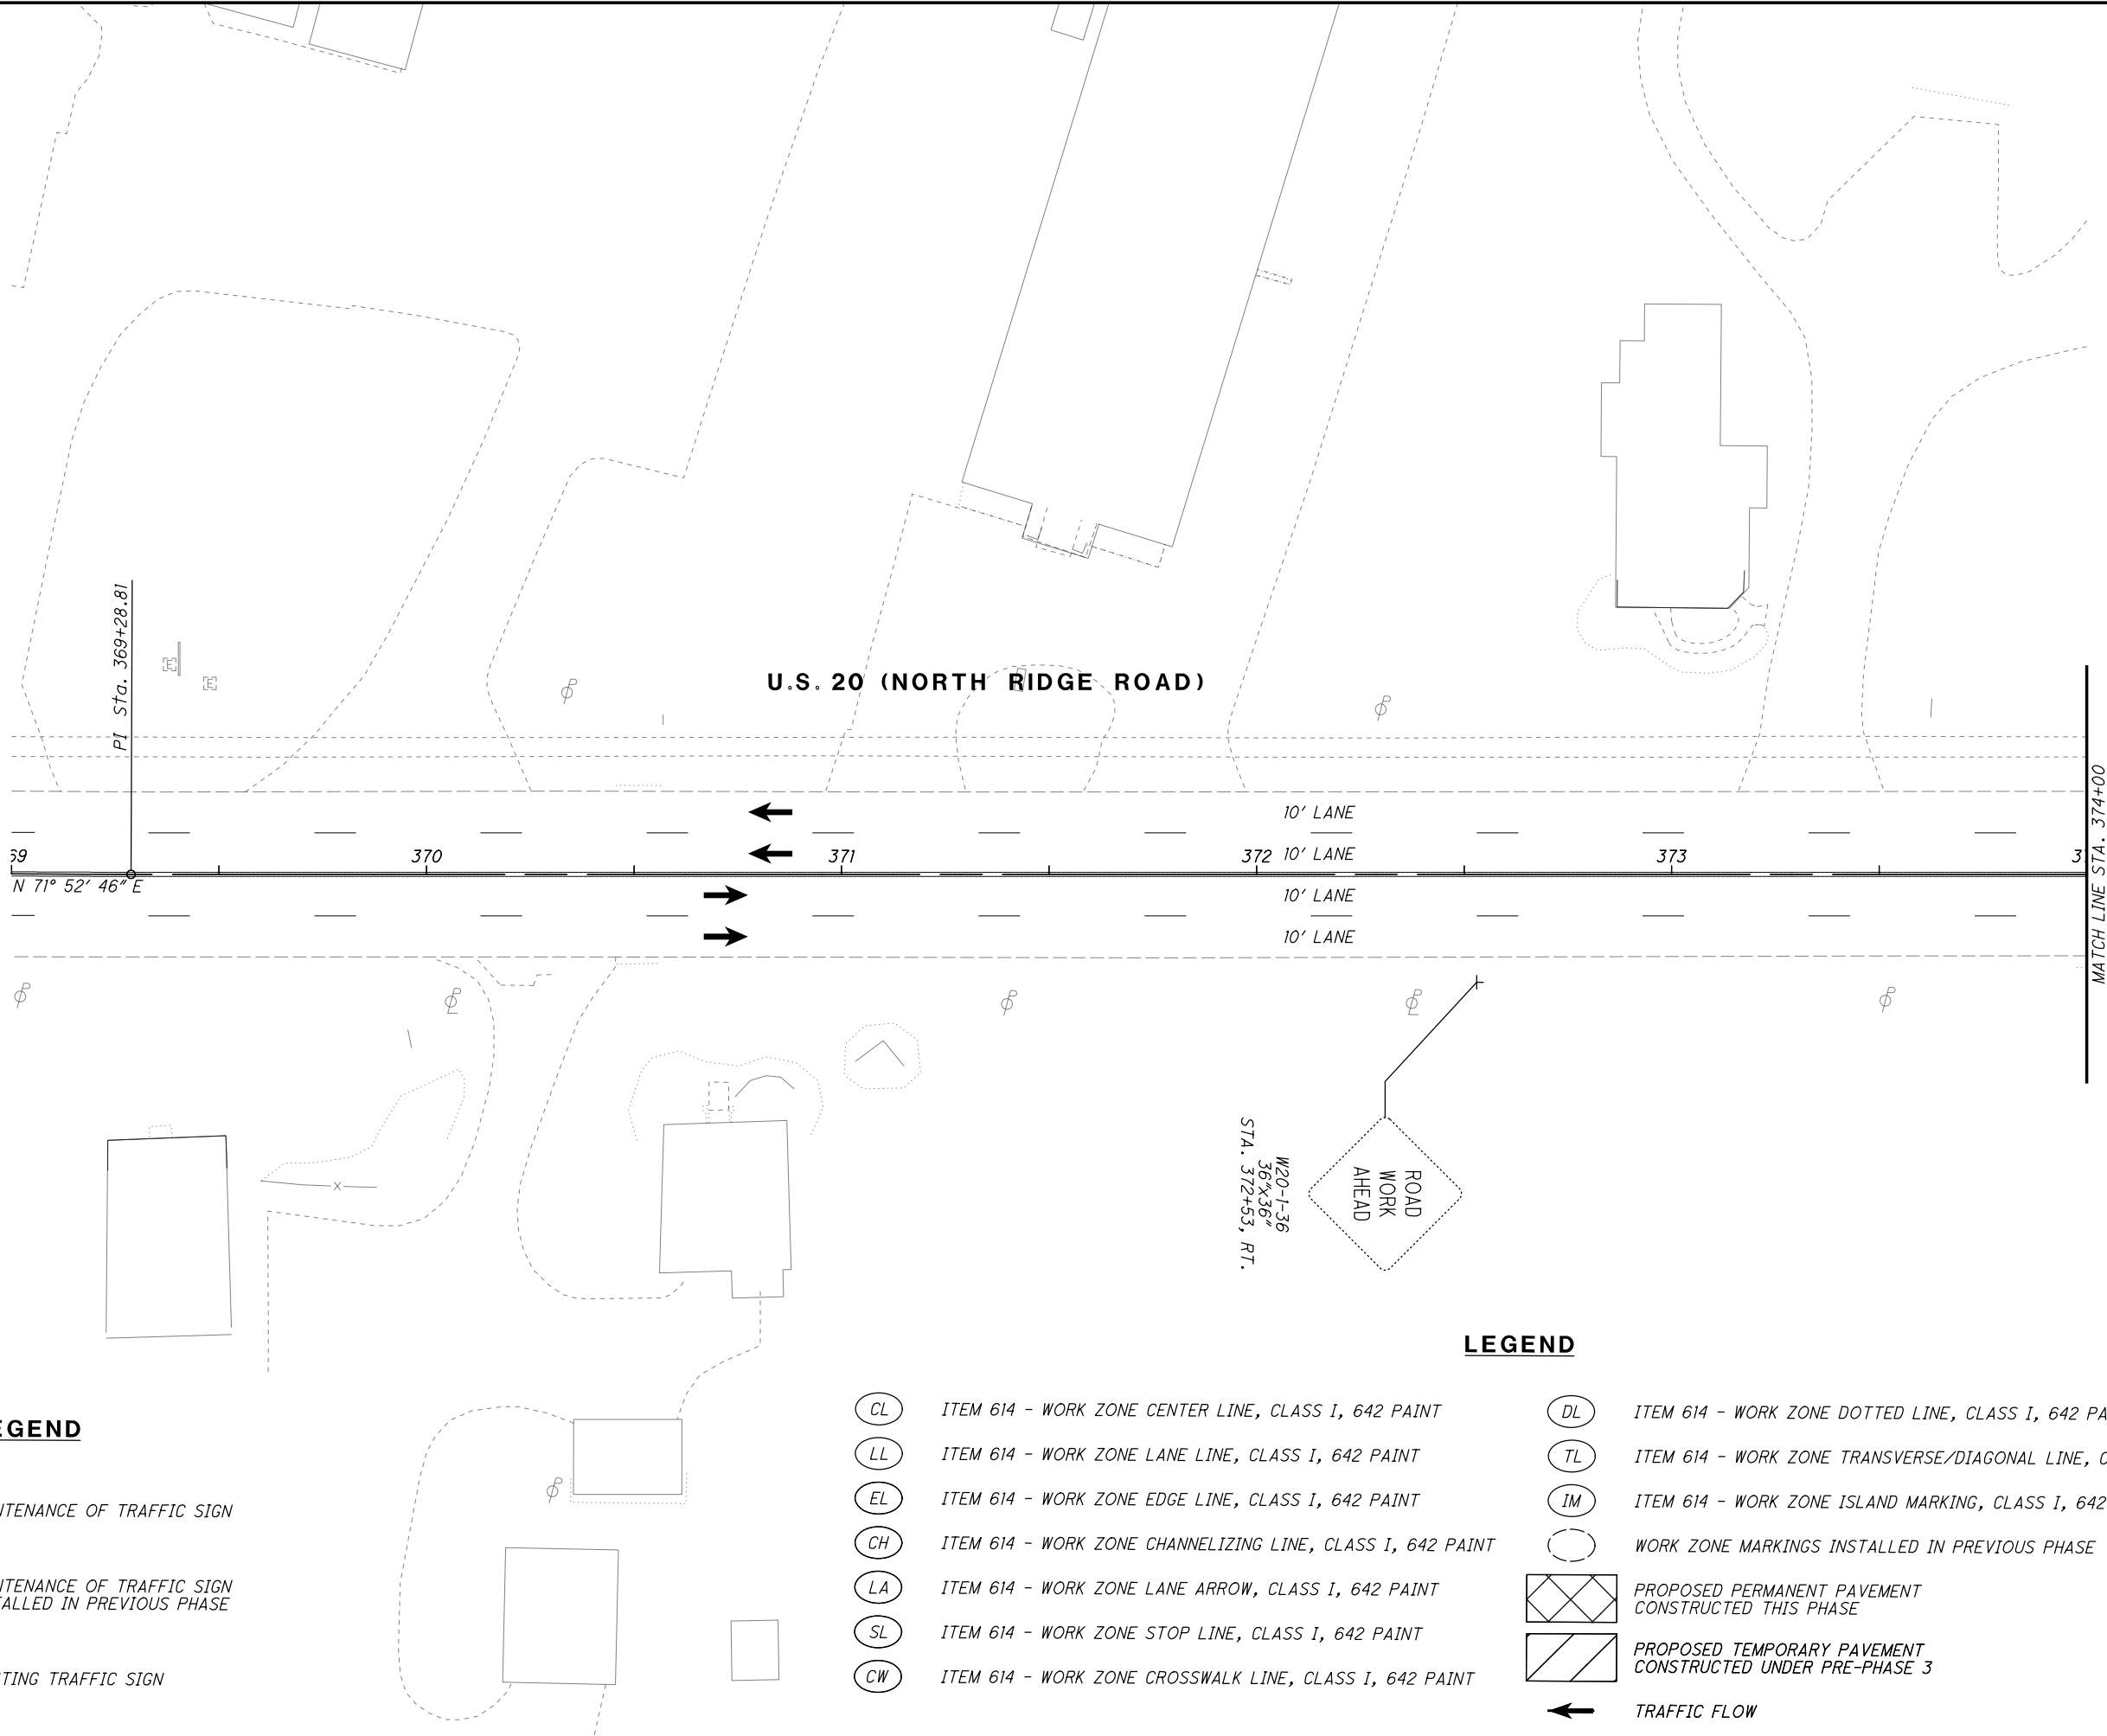 PI Sta. 369+28.81
E
E
U.S. 20 (NORTH RIDGE ROAD)
10' LANE
370
371
372
10' LANE
373
N 71° 52' 46" E
10' LANE
10' LANE
MATCH LINE STA. 374+00
ROAD
WORK
AHEAD
W20-1-36
36"x36"
STA. 372+53, RT.
X
LEGEND
CL ITEM 614 - WORK ZONE CENTER LINE, CLASS I, 642 PAINT
LL ITEM 614 - WORK ZONE LANE LINE, CLASS I, 642 PAINT
EL ITEM 614 - WORK ZONE EDGE LINE, CLASS I, 642 PAINT
CH ITEM 614 - WORK ZONE CHANNELIZING LINE, CLASS I, 642 PAINT
LA ITEM 614 - WORK ZONE LANE ARROW, CLASS I, 642 PAINT
SL ITEM 614 - WORK ZONE STOP LINE, CLASS I, 642 PAINT
CW ITEM 614 - WORK ZONE CROSSWALK LINE, CLASS I, 642 PAINT
DL ITEM 614 - WORK ZONE DOTTED LINE, CLASS I, 642 PA
TL ITEM 614 - WORK ZONE TRANSVERSE/DIAGONAL LINE, C
IM ITEM 614 - WORK ZONE ISLAND MARKING, CLASS I, 642
WORK ZONE MARKINGS INSTALLED IN PREVIOUS PHASE
PROPOSED PERMANENT PAVEMENT
CONSTRUCTED THIS PHASE
PROPOSED TEMPORARY PAVEMENT
CONSTRUCTED UNDER PRE-PHASE 3
TRAFFIC FLOW
EGEND
NTENANCE OF TRAFFIC SIGN
NTENANCE OF TRAFFIC SIGN
TALLED IN PREVIOUS PHASE
TING TRAFFIC SIGN